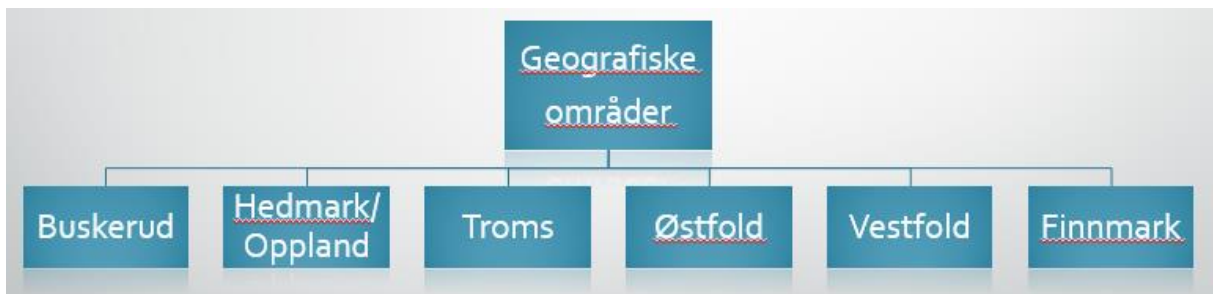 Geografiske
områder
Buskerud
Hedmark/
Oppland
Troms
Østfold
Vestfold
Finnmark